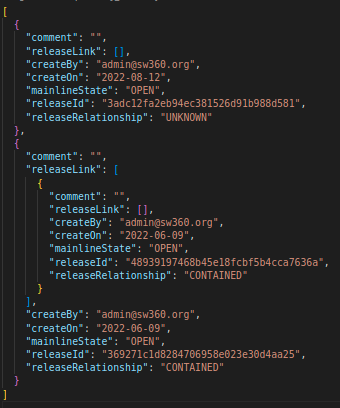 [
{
"comment": "",
"releaseLink": [],
"createBy": "admin@sw360.org",
"createOn": "2022-08-12",
"mainlineState": "OPEN",
"releaseId": "3adc12fa2eb94ec381526d91b988d581",
"releaseRelationship": "UNKNOWN"
},
{
"comment": "",
"releaseLink": [
{
"comment": "",
"releaseLink": [],
"createBy": "admin@sw360.org",
"createOn": "2022-06-09",
"mainlineState": "OPEN",
"releaseId": "48939197468b45e18fcbf5b4cca7636a",
"releaseRelationship": "CONTAINED"
}
],
"createBy": "admin@sw360.org",
"createOn": "2022-06-09",
"mainlineState": "OPEN",
"releaseId": "369271c1d8284706958e023e30d4aa25",
"releaseRelationship": "CONTAINED"
}
]